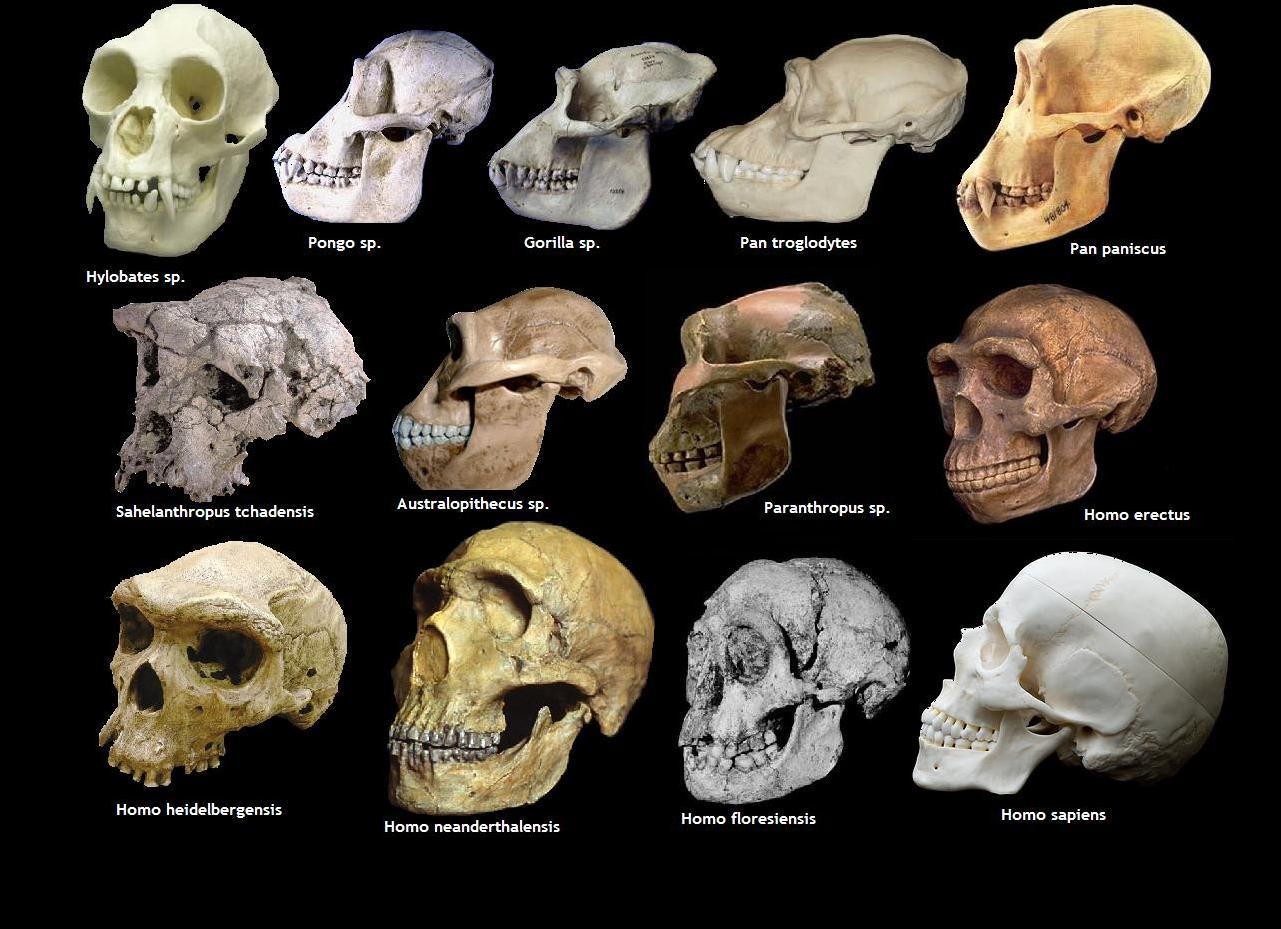 Hylobates sp.
Pongo sp.
Gorilla sp.
Pan troglodytes
Pan paniscus
Sahelanthropus tchadensis
Australopithecus sp.
Paranthropus sp.
Homo erectus
Homo heidelbergensis
Homo neanderthalensis
Homo floresiensis
Homo sapiens